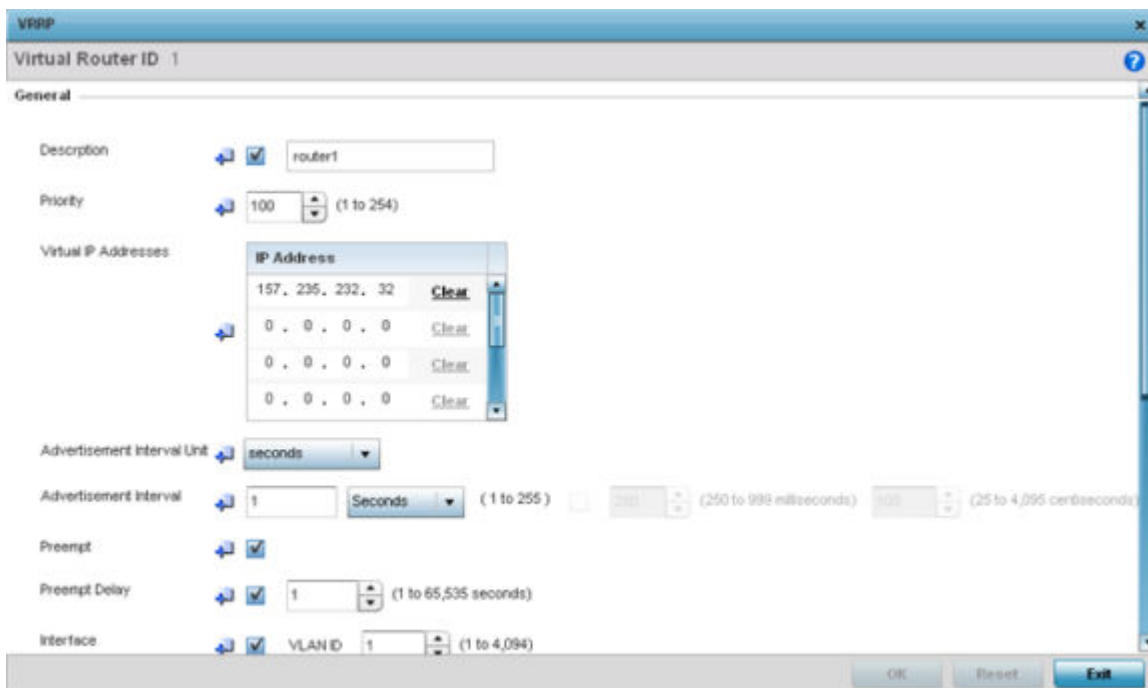 VRRP
Virtual Router ID 1
General
Descrption router1
Priority 100 (1 to 254)
Virtual IP Addresses
IP Address
157. 235. 232. 32 Clear
0 . 0 . 0 . 0 Clear
0 . 0 . 0 . 0 Clear
0 . 0 . 0 . 0 Clear
Advertisement Interval Unit seconds
Advertisement Interval 1 Seconds ( 1 to 255 ) (250 to 999 milliseconds) (25 to 4,095 centiseconds)
Preempt
Preempt Delay 1 (1 to 65,535 seconds)
Interface VLAN ID 1 (1 to 4,094)
OK Reset Exit